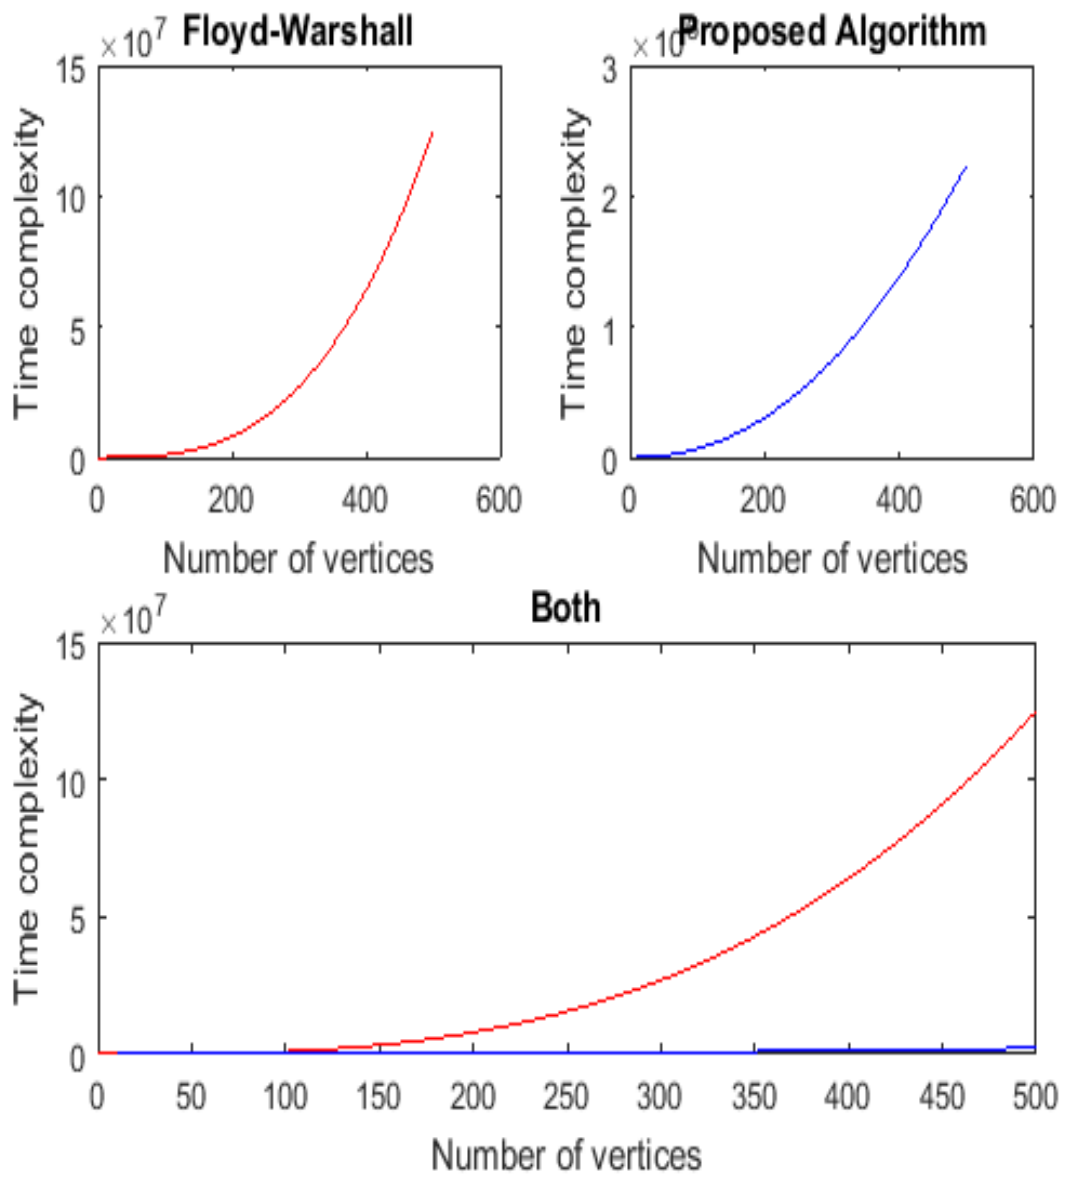 ×10^7 Floyd-Warshall
15
10
5
0
Time complexity
0 200 400 600
Number of vertices
Proposed Algorithm
3
2
1
0
Time complexity
0 200 400 600
Number of vertices
×10^7 Both
15
10
5
0
Time complexity
0 50 100 150 200 250 300 350 400 450 500
Number of vertices